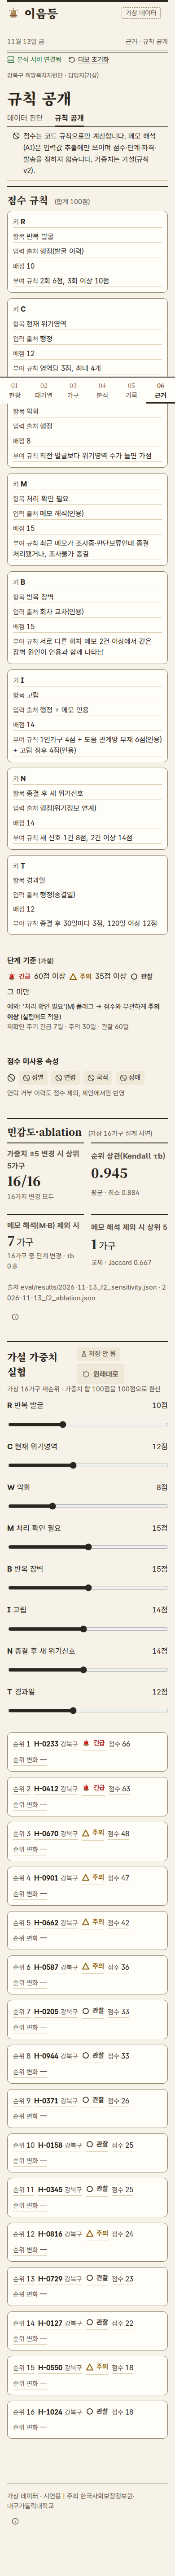 이음등
가상 데이터
11월 13일 금
근거 · 규칙 공개
분석 서버 연결됨
데모 초기화
강북구 희망복지지원단 · 담당자(가상)
규칙 공개
데이터 진단
규칙 공개
점수는 코드 규칙으로만 계산합니다. 메모 해석
(AI)은 입력값 추출에만 쓰이며 점수·단계·자격·
발송을 정하지 않습니다. 가중치는 가설(규칙
v2).
점수 규칙 (합계 100점)
키 R
항목 반복 발굴
입력 출처 행정(발굴 이력)
배점 10
부여 규칙 2회 6점, 3회 이상 10점
키 C
항목 현재 위기영역
입력 출처 행정
배점 12
부여 규칙 영역당 3점, 최대 4개
01
현황
02
대기열
03
가구
04
분석
05
기록
06
근거
항목 악화
입력 출처 행정
배점 8
부여 규칙 직전 발굴보다 위기영역 수가 늘면 가점
키 M
항목 처리 확인 필요
입력 출처 메모 해석(인용)
배점 15
부여 규칙 최근 메모가 조사중·판단보류인데 종결
처리됐거나, 조사불가 종결
키 B
항목 반복 장벽
입력 출처 회차 교차(인용)
배점 15
부여 규칙 서로 다른 회차 메모 2건 이상에서 같은
장벽 원인이 인용과 함께 나타남
키 I
항목 고립
입력 출처 행정 + 메모 인용
배점 14
부여 규칙 1인가구 4점 + 도움 관계망 부재 6점(인용)
+ 고립 징후 4점(인용)
키 N
항목 종결 후 새 위기신호
입력 출처 행정(위기정보 연계)
배점 14
부여 규칙 새 신호 1건 8점, 2건 이상 14점
키 T
항목 경과일
입력 출처 행정(종결일)
배점 12
부여 규칙 종결 후 30일마다 3점, 120일 이상 12점
단계 기준 (가설)
긴급 60점 이상 주의 35점 이상 관찰
그 미만
예외: '처리 확인 필요'(M) 플래그 → 점수와 무관하게 주의
이상 (실험에도 적용)
재확인 주기 긴급 7일 · 주의 30일 · 관찰 60일
점수 미사용 속성
성별
연령
국적
장애
연락 거부 이력도 점수 제외, 제안에서만 반영
민감도·ablation (가상 16가구 설계 시연)
가중치 ±5 변경 시 상위
5가구
16/16
16가지 변경 모두
순위 상관(Kendall τb)
0.945
평균 · 최소 0.884
메모 해석(M·B) 제외 시
7 가구
16가구 중 단계 변경 · τb
0.8
메모 해석 제외 시 상위 5
1 가구
교체 · Jaccard 0.667
출처 eval/results/2026-11-13_f2_sensitivity.json · 2
026-11-13_f2_ablation.json
가설 가중치
실험
저장 안 됨
원래대로
가상 16가구 재순위 · 가중치 합 100점을 100점으로 환산
R 반복 발굴
10점
C 현재 위기영역
12점
W 악화
8점
M 처리 확인 필요
15점
B 반복 장벽
15점
I 고립
14점
N 종결 후 새 위기신호
14점
T 경과일
12점
순위 1 H-0233 강북구 긴급 점수 66
순위 변화 —
순위 2 H-0412 강북구 긴급 점수 63
순위 변화 —
순위 3 H-0670 강북구 주의 점수 48
순위 변화 —
순위 4 H-0901 강북구 주의 점수 47
순위 변화 —
순위 5 H-0662 강북구 주의 점수 42
순위 변화 —
순위 6 H-0587 강북구 주의 점수 36
순위 변화 —
순위 7 H-0205 강북구 관찰 점수 33
순위 변화 —
순위 8 H-0944 강북구 관찰 점수 33
순위 변화 —
순위 9 H-0371 강북구 관찰 점수 26
순위 변화 —
순위 10 H-0158 강북구 관찰 점수 25
순위 변화 —
순위 11 H-0345 강북구 관찰 점수 25
순위 변화 —
순위 12 H-0816 강북구 주의 점수 24
순위 변화 —
순위 13 H-0729 강북구 관찰 점수 23
순위 변화 —
순위 14 H-0127 강북구 관찰 점수 22
순위 변화 —
순위 15 H-0550 강북구 주의 점수 18
순위 변화 —
순위 16 H-1024 강북구 관찰 점수 18
순위 변화 —
가상 데이터 · 시연용 | 주최 한국사회보장정보원·
대구가톨릭대학교